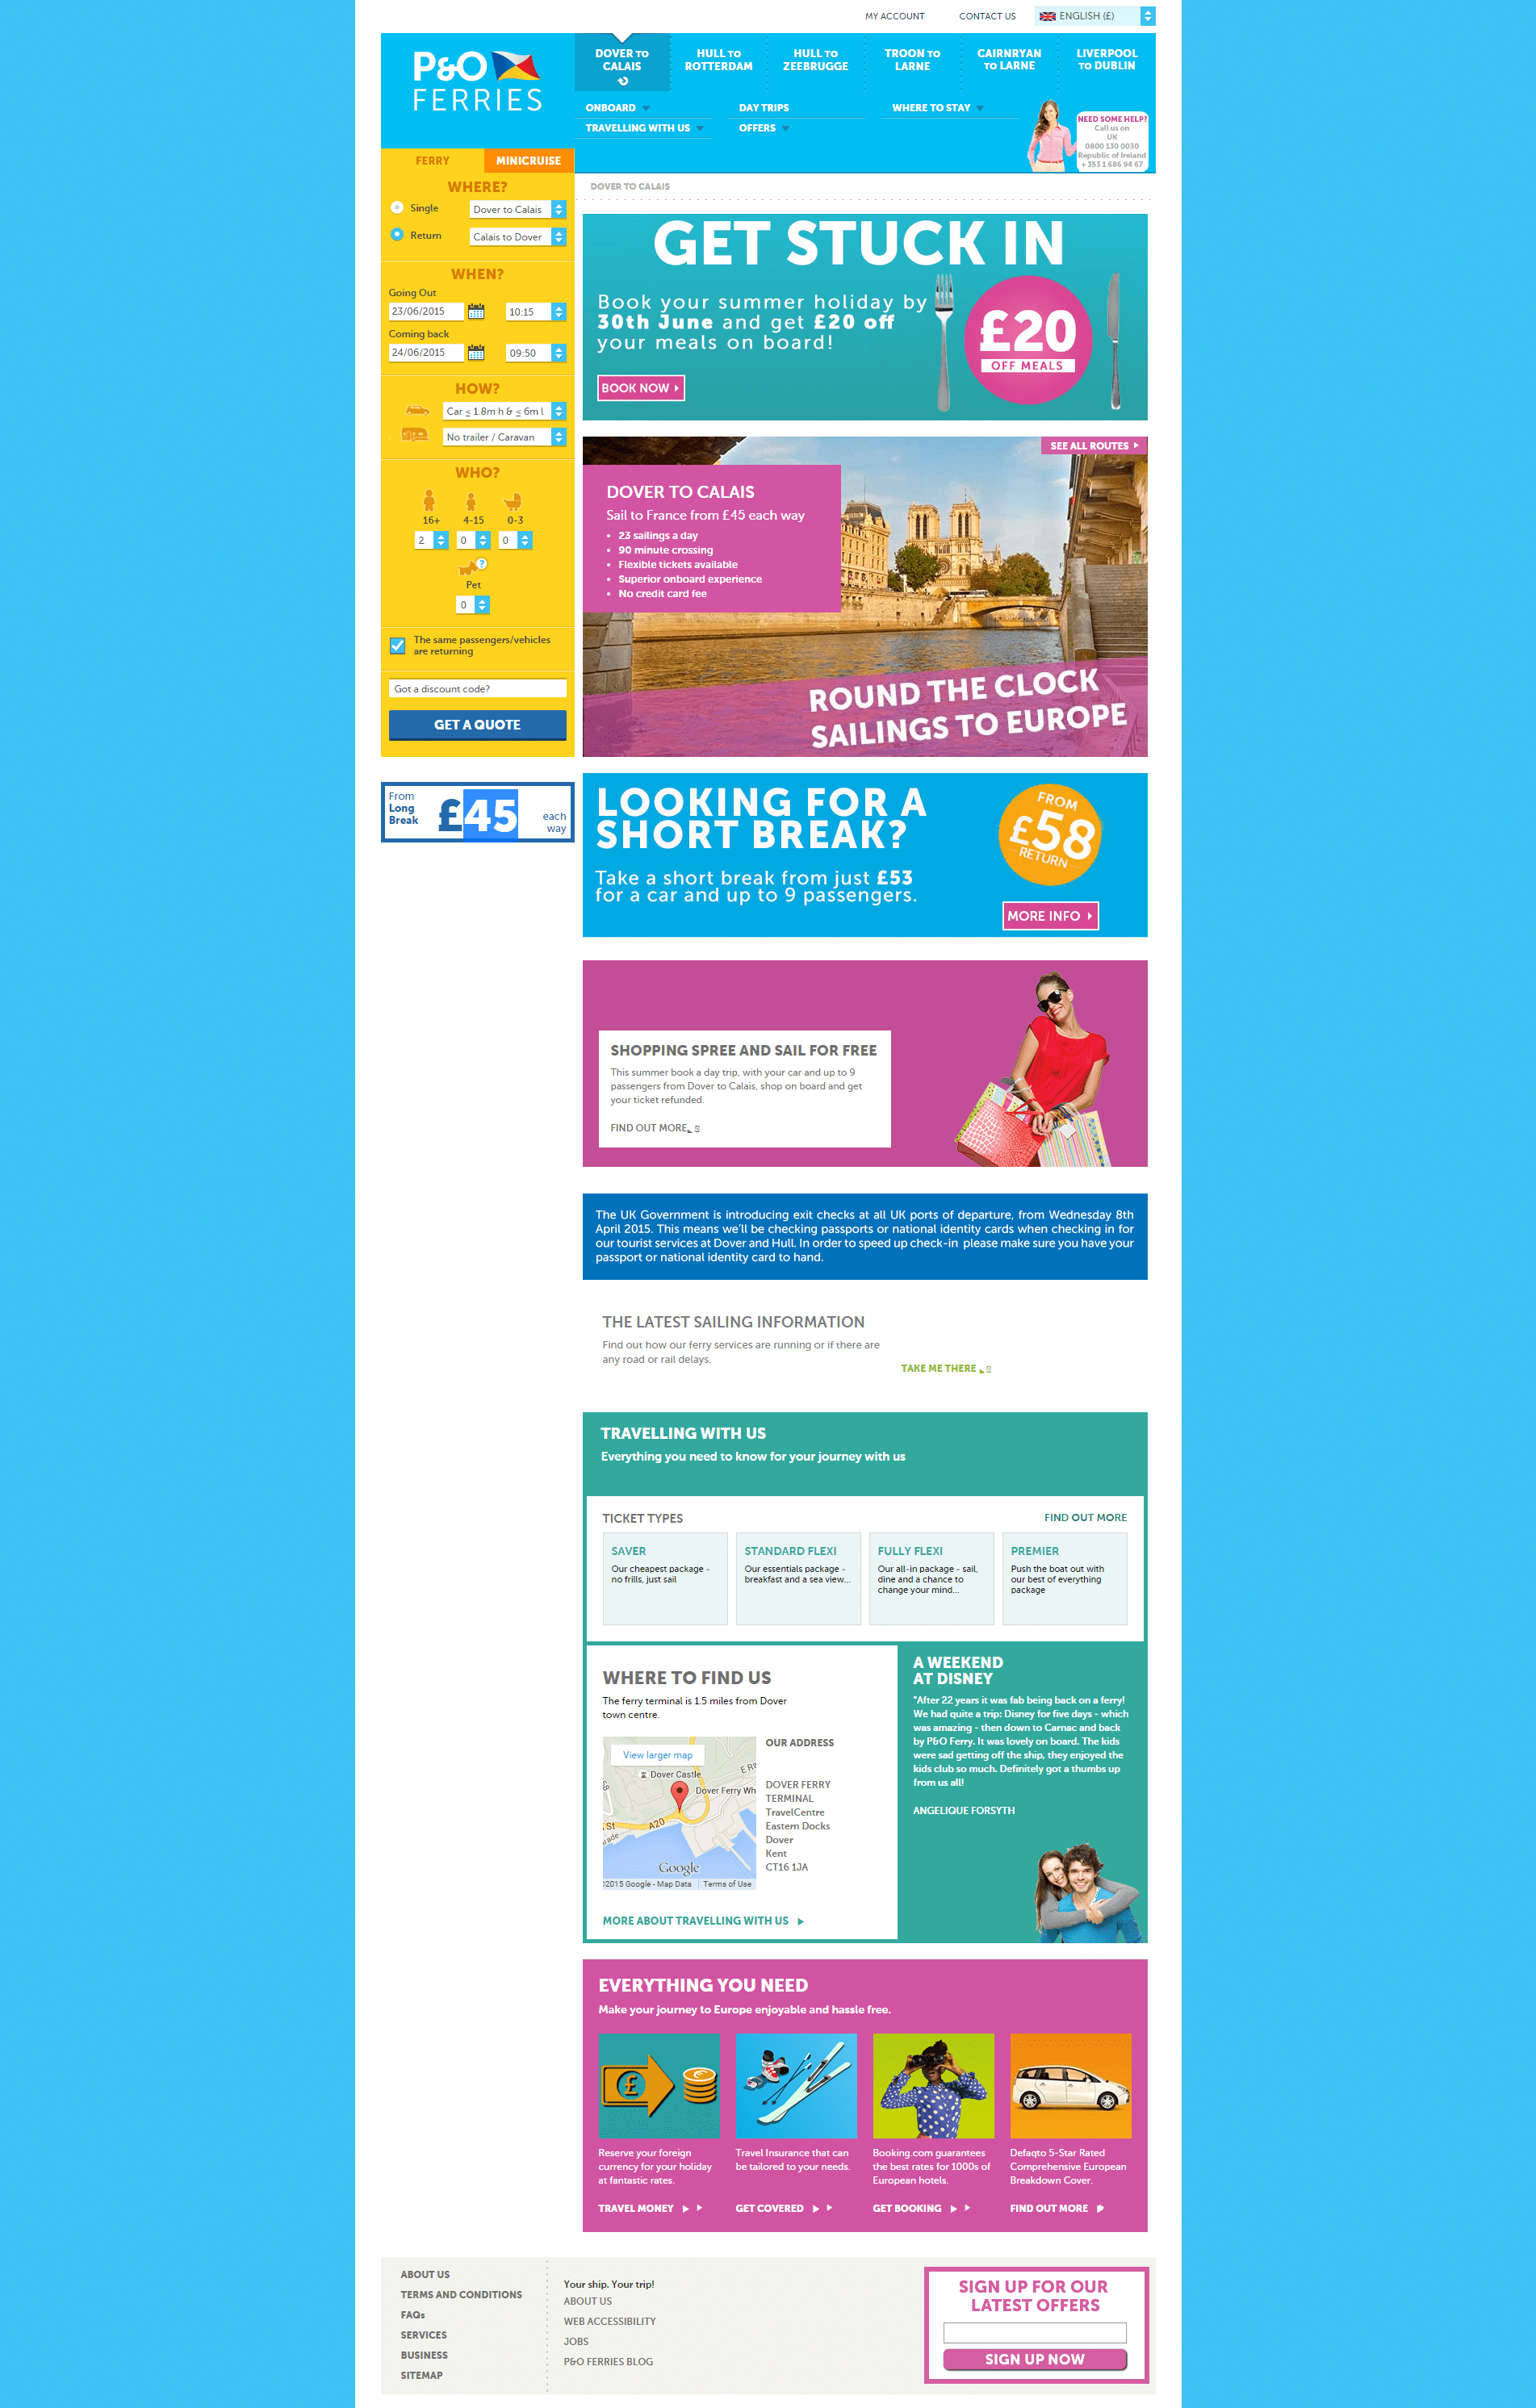 MY ACCOUNT
CONTACT US
ENGLISH (£)
P&O
FERRIES
DOVER TO
CALAIS
HULL TO
ROTTERDAM
HULL TO
ZEEBRUGGE
TROON TO
LARNE
CAIRNRYAN
TO LARNE
LIVERPOOL
TO DUBLIN
ONBOARD
DAY TRIPS
WHERE TO STAY
TRAVELLING WITH US
OFFERS
NEED SOME HELP?
Call us on
UK
0800 130 0030
Republic of Ireland
+ 353 1 686 94 67
FERRY
MINICRUISE
WHERE?
Single
Dover to Calais
Return
Calais to Dover
WHEN?
Going Out
23/06/2015
10:15
Coming back
24/06/2015
09:50
HOW?
Car ≤ 1.8m h & ≤ 6m l
No trailer / Caravan
WHO?
16+
4-15
0-3
2
0
0
?
Pet
0
The same passengers/vehicles
are returning
Got a discount code?
GET A QUOTE
From
Long
Break
£45
each
way
DOVER TO CALAIS
GET STUCK IN
Book your summer holiday by
30th June and get £20 off
your meals on board!
£20
OFF MEALS
BOOK NOW
SEE ALL ROUTES
DOVER TO CALAIS
Sail to France from £45 each way
• 23 sailings a day
• 90 minute crossing
• Flexible tickets available
• Superior onboard experience
• No credit card fee
ROUND THE CLOCK
SAILINGS TO EUROPE
LOOKING FOR A
SHORT BREAK?
Take a short break from just £53
for a car and up to 9 passengers.
FROM
£58
RETURN
MORE INFO
SHOPPING SPREE AND SAIL FOR FREE
This summer book a day trip, with your car and up to 9
passengers from Dover to Calais, shop on board and get
your ticket refunded.
FIND OUT MORE
The UK Government is introducing exit checks at all UK ports of departure, from Wednesday 8th
April 2015. This means we'll be checking passports or national identity cards when checking in for
our tourist services at Dover and Hull. In order to speed up check-in please make sure you have your
passport or national identity card to hand.
THE LATEST SAILING INFORMATION
Find out how our ferry services are running or if there are
any road or rail delays.
TAKE ME THERE
TRAVELLING WITH US
Everything you need to know for your journey with us
TICKET TYPES
FIND OUT MORE
SAVER
Our cheapest package -
no frills, just sail
STANDARD FLEXI
Our essentials package -
breakfast and a sea view...
FULLY FLEXI
Our all-in package - sail,
dine and a chance to
change your mind...
PREMIER
Push the boat out with
our best of everything
package
WHERE TO FIND US
The ferry terminal is 1.5 miles from Dover
town centre.
View larger map
Dover Castle
Dover Ferry Wh
A20
St
Google
2015 Google - Map Data
Terms of Use
OUR ADDRESS
DOVER FERRY
TERMINAL
TravelCentre
Eastern Docks
Dover
Kent
CT16 1JA
MORE ABOUT TRAVELLING WITH US
A WEEKEND
AT DISNEY
"After 22 years it was fab being back on a ferry!
We had quite a trip: Disney for five days - which
was amazing - then down to Carnac and back
by P&O Ferry. It was lovely on board. The kids
were sad getting off the ship, they enjoyed the
kids club so much. Definitely got a thumbs up
from us all!
ANGELIQUE FORSYTH
EVERYTHING YOU NEED
Make your journey to Europe enjoyable and hassle free.
£
Reserve your foreign
currency for your holiday
at fantastic rates.
TRAVEL MONEY
Travel Insurance that can
be tailored to your needs.
GET COVERED
Booking.com guarantees
the best rates for 1000s of
European hotels.
GET BOOKING
Defaqto 5-Star Rated
Comprehensive European
Breakdown Cover.
FIND OUT MORE
ABOUT US
TERMS AND CONDITIONS
FAQs
SERVICES
BUSINESS
SITEMAP
Your ship. Your trip!
ABOUT US
WEB ACCESSIBILITY
JOBS
P&O FERRIES BLOG
SIGN UP FOR OUR
LATEST OFFERS
SIGN UP NOW